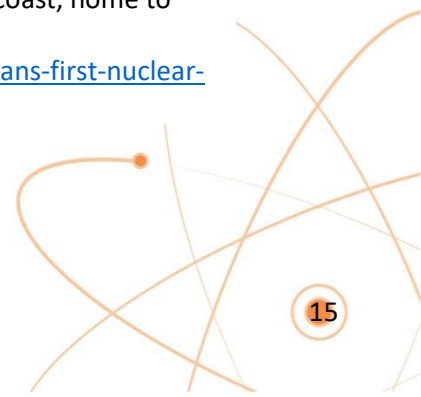 coast, home to
ans-first-nuclear-
15